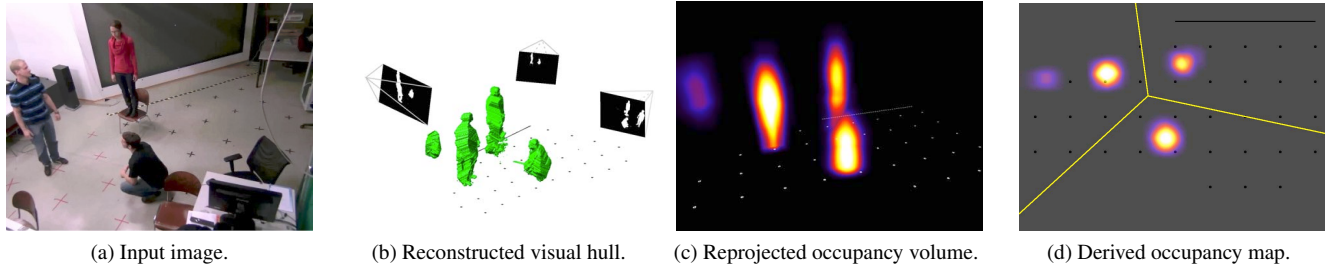 (a) Input image.
(b) Reconstructed visual hull.
(c) Reprojected occupancy volume.
(d) Derived occupancy map.